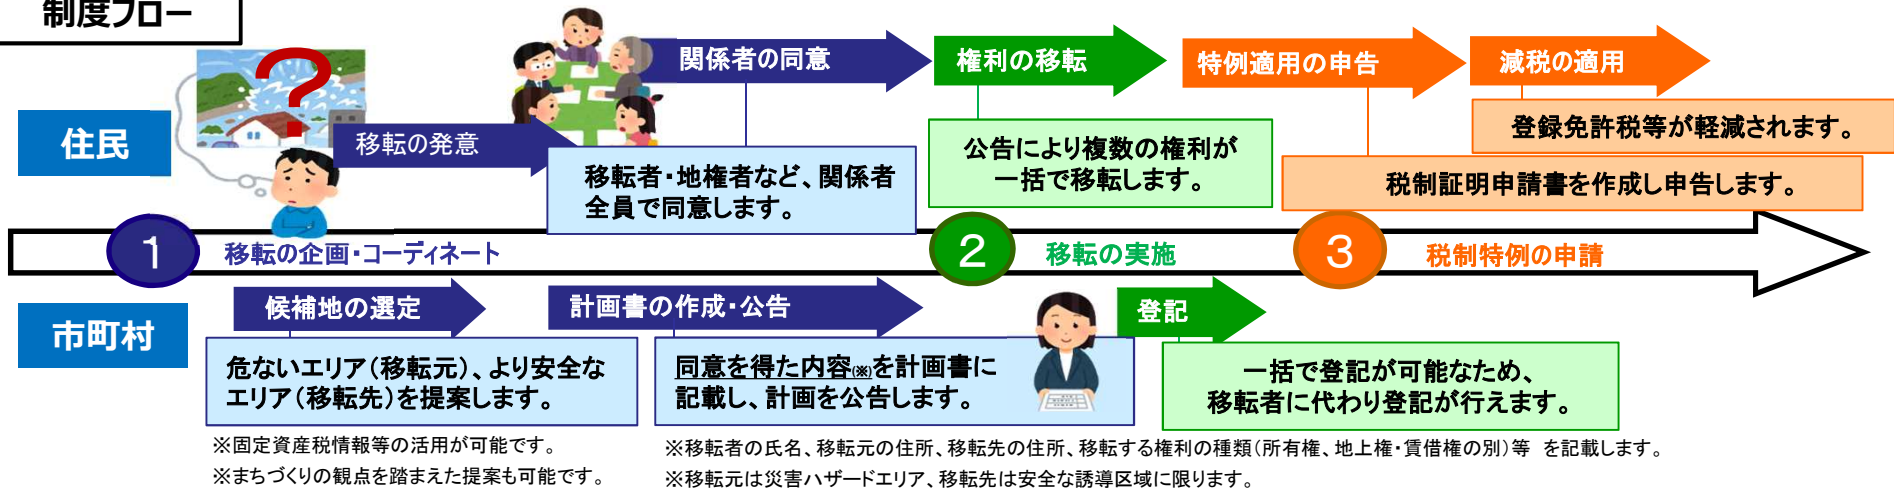 制度フロー
?
住民
移転の発意
関係者の同意
移転者・地権者など、関係者
全員で同意します。
権利の移転
公告により複数の権利が
一括で移転します。
特例適用の申告
税制証明申請書を作成し申告します。
減税の適用
登録免許税等が軽減されます。
1 移転の企画・コーディネート
2 移転の実施
3 税制特例の申請
市町村
候補地の選定
危ないエリア(移転元)、より安全な
エリア(移転先)を提案します。
※固定資産税情報等の活用が可能です。
※まちづくりの観点を踏まえた提案も可能です。
計画書の作成・公告
同意を得た内容(※)を計画書に
記載し、計画を公告します。
登記
一括で登記が可能なため、
移転者に代わり登記が行えます。
※移転者の氏名、移転元の住所、移転先の住所、移転する権利の種類(所有権、地上権・賃借権の別)等 を記載します。
※移転元は災害ハザードエリア、移転先は安全な誘導区域に限ります。